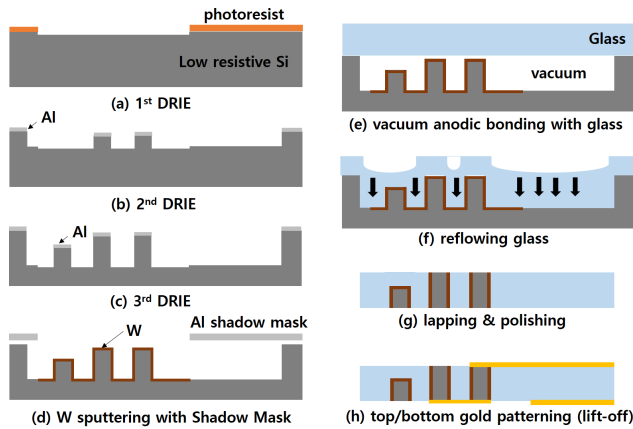 photoresist
Low resistive Si
(a) 1st DRIE
Al
(b) 2nd DRIE
Al
(c) 3rd DRIE
W
Al shadow mask
(d) W sputtering with Shadow Mask
Glass
vacuum
(e) vacuum anodic bonding with glass
(f) reflowing glass
(g) lapping & polishing
(h) top/bottom gold patterning (lift-off)